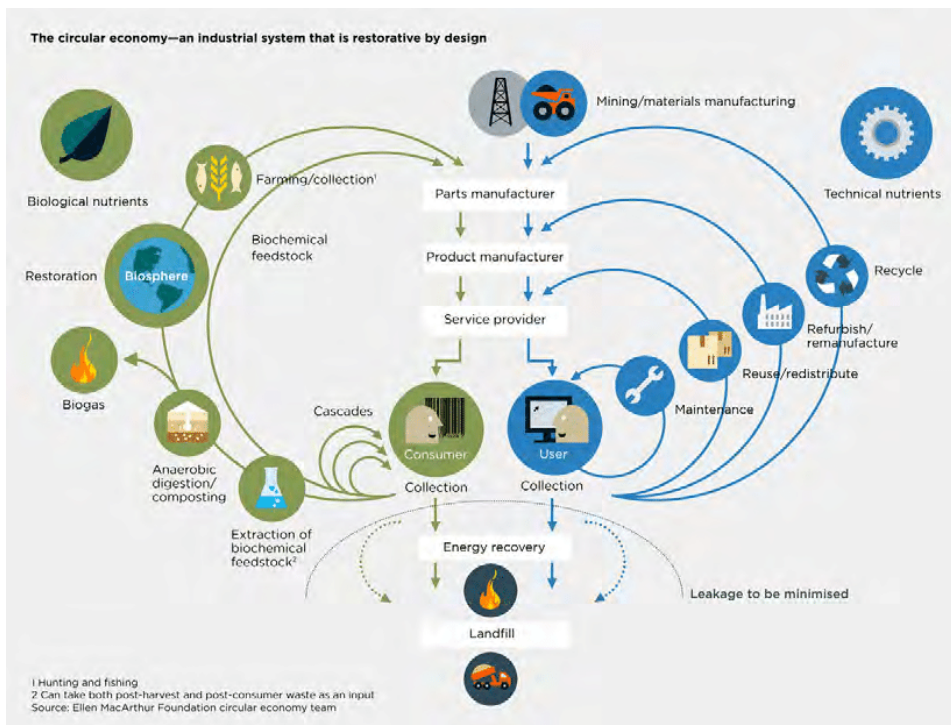 The circular economy—an industrial system that is restorative by design
Mining/materials manufacturing
Biological nutrients
Farming/collection¹
Parts manufacturer
Technical nutrients
Biochemical
feedstock
Product manufacturer
Restoration
Biosphere
Recycle
Service provider
Refurbish/
remanufacture
Reuse/redistribute
Biogas
Cascades
Maintenance
Consumer
User
Anaerobic
digestion/
composting
Collection
Collection
Extraction of
biochemical
feedstock²
Energy recovery
Leakage to be minimised
Landfill
1 Hunting and fishing
2 Can take both post-harvest and post-consumer waste as an input
Source: Ellen MacArthur Foundation circular economy team